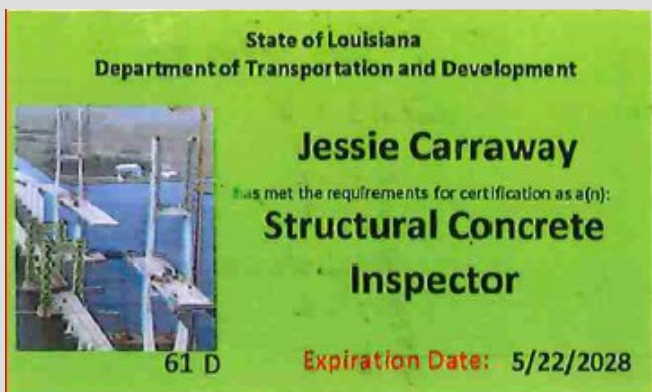 State of Louisiana
Department of Transportation and Development
Jessie Carraway
has met the requirements for certification as a(n):
Structural Concrete
Inspector
61 D
Expiration Date: 5/22/2028